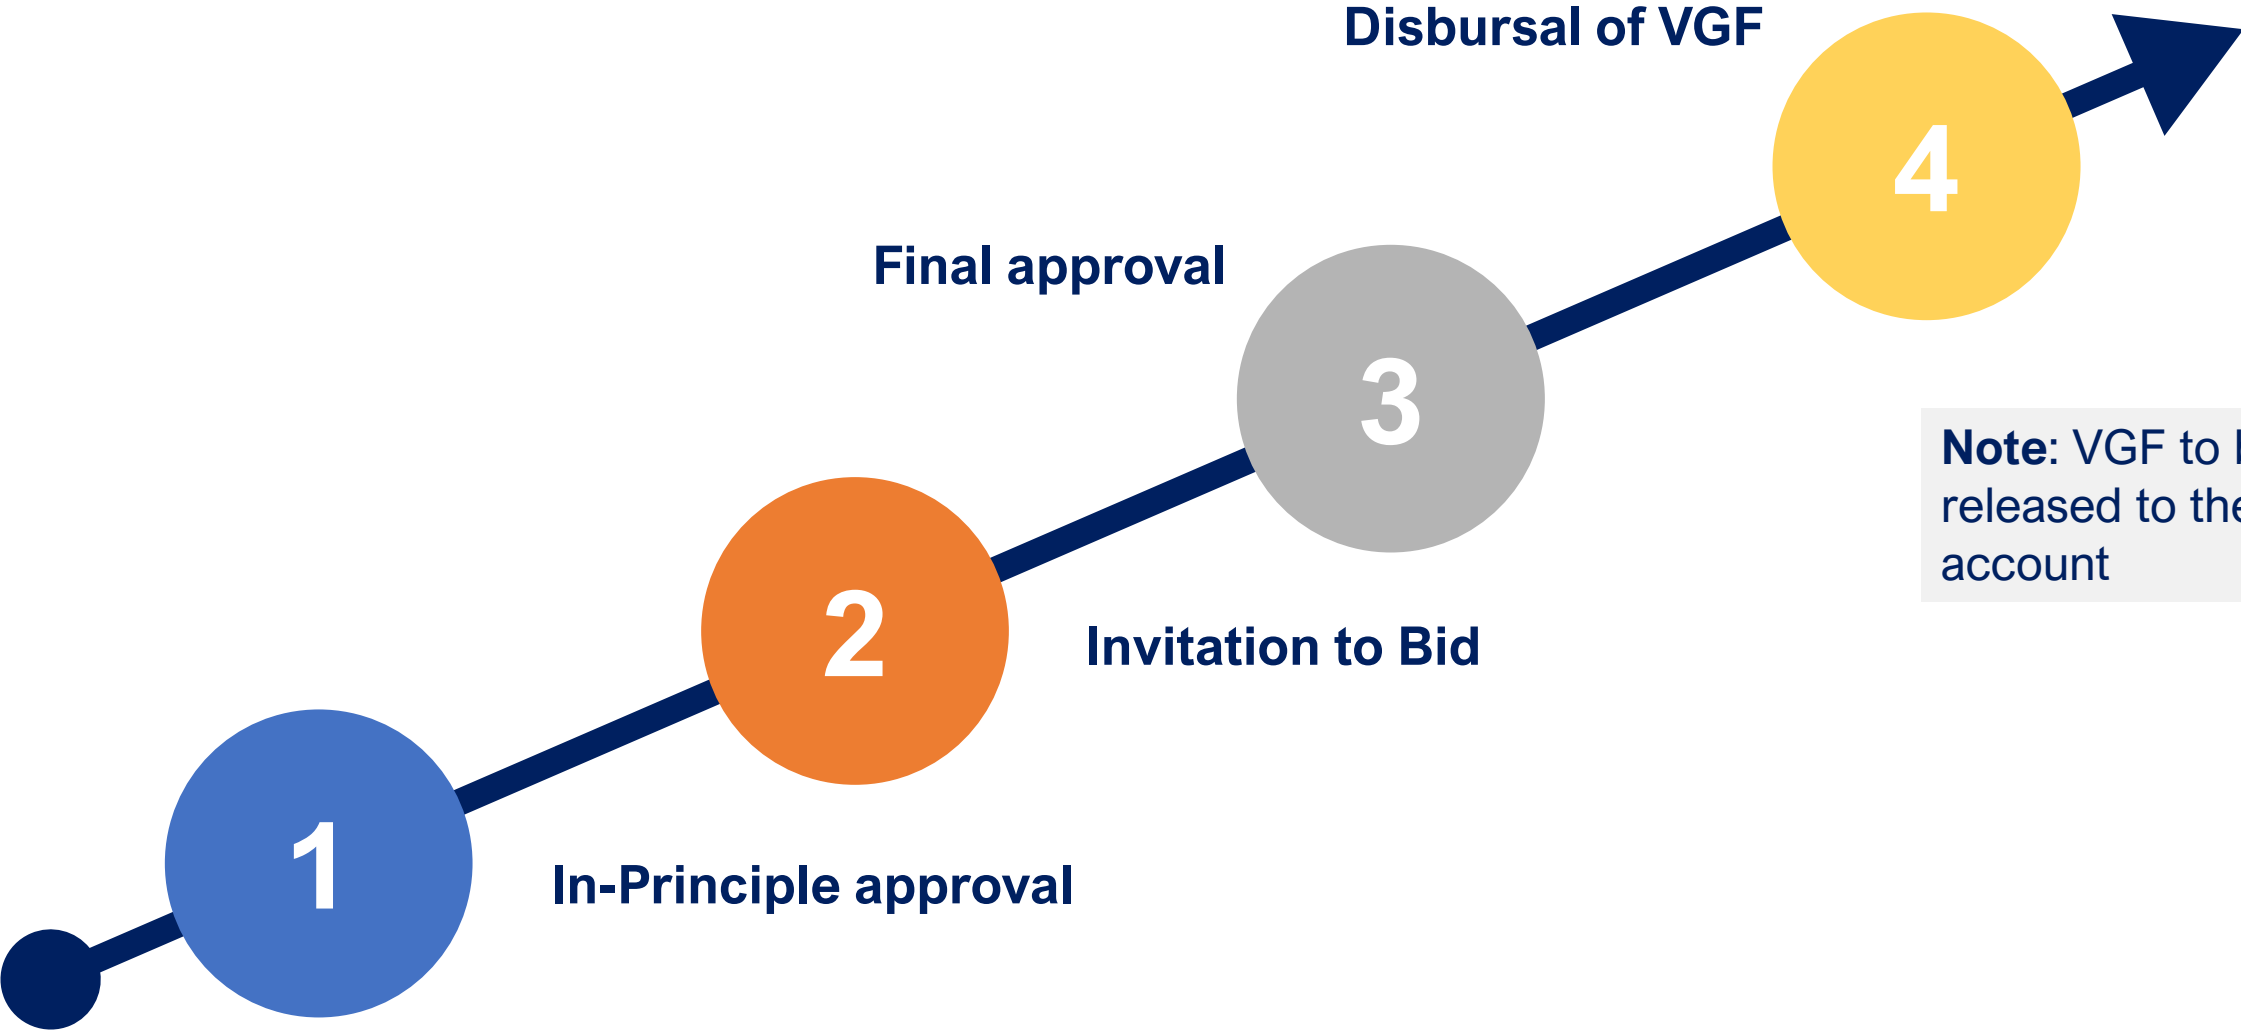 Disbursal of VGF
4
Final approval
3
Note: VGF to
released to the
account
2
Invitation to Bid
1
In-Principle approval